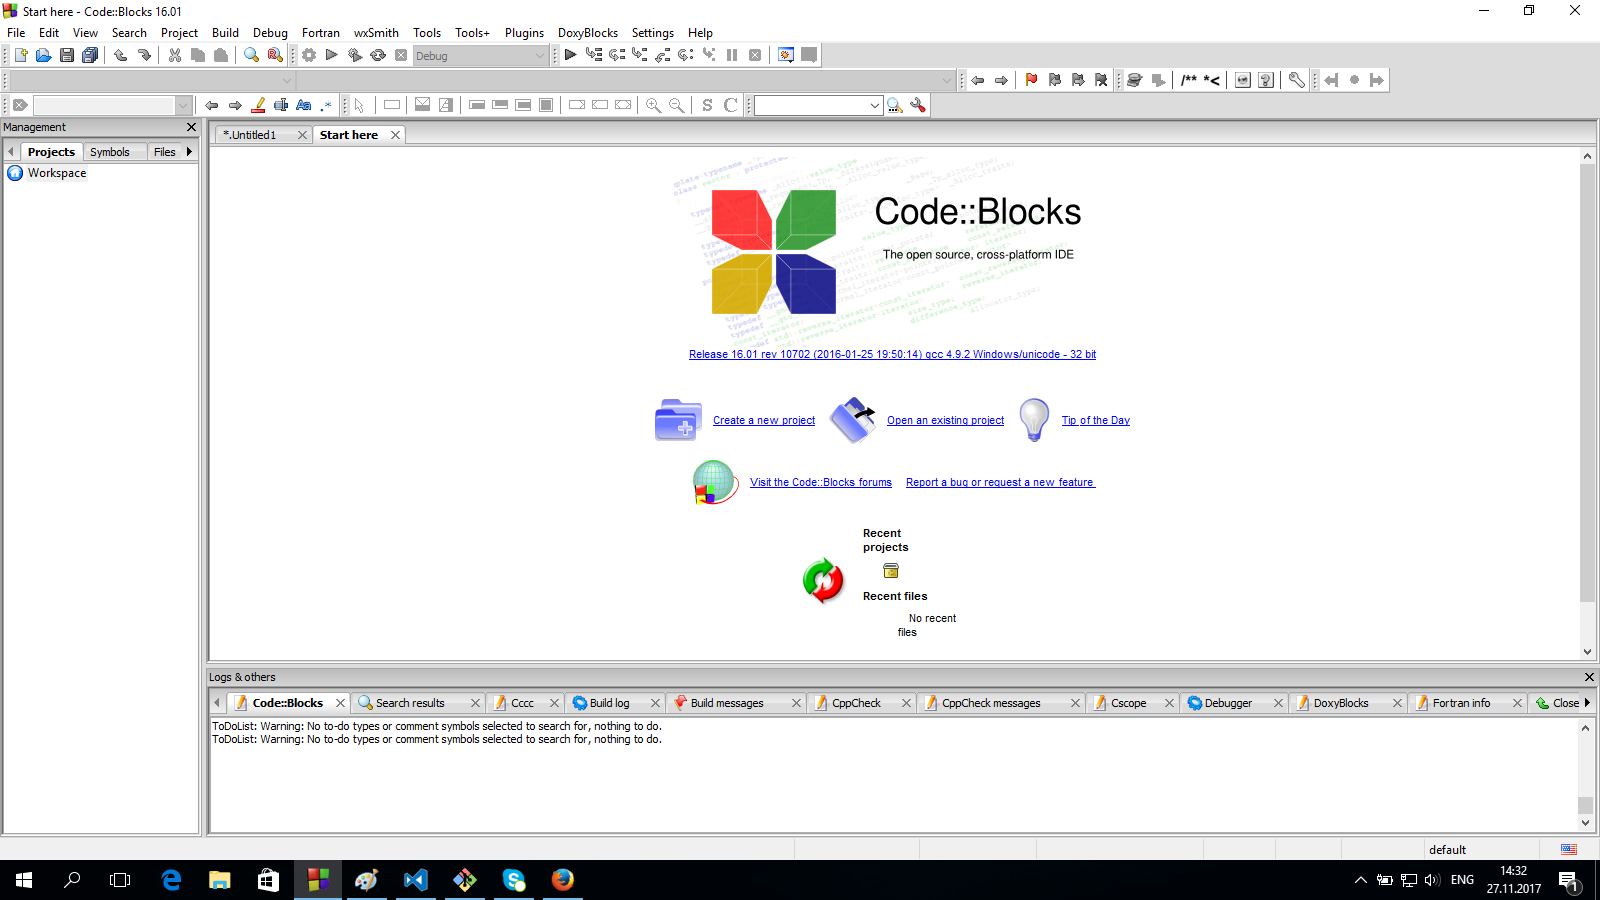 Start here - Code::Blocks 16.01
File Edit View Search Project Build Debug Fortran wxSmith Tools Tools+ Plugins DoxyBlocks Settings Help
Debug
/** *<
Aa .*
S C
Management
Projects Symbols Files
Workspace
*.Untitled1 Start here
Code::Blocks
The open source, cross-platform IDE
Release 16.01 rev 10702 (2016-01-25 19:50:14) gcc 4.9.2 Windows/unicode - 32 bit
Create a new project Open an existing project Tip of the Day
Visit the Code::Blocks forums Report a bug or request a new feature
Recent
projects
Recent files
No recent
files
Logs & others
Code::Blocks Search results Cccc Build log Build messages CppCheck CppCheck messages Cscope Debugger DoxyBlocks Fortran info Close
ToDoList: Warning: No to-do types or comment symbols selected to search for, nothing to do.
ToDoList: Warning: No to-do types or comment symbols selected to search for, nothing to do.
default
ENG
14:32
27.11.2017
1